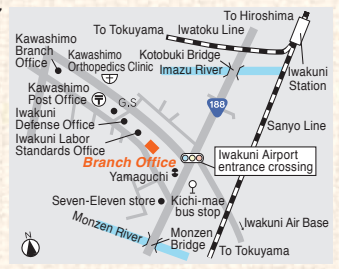 To Hiroshima
To Tokuyama
Iwatoku Line
Kawashimo
Branch
Office
Kawashimo
Orthopedics Clinic
Kotobuki Bridge
Imazu River
Iwakuni
Station
Kawashimo
Post Office
G.S
188
Iwakuni
Defense Office
Sanyo Line
Iwakuni Labor
Standards Office
Branch Office
Iwakuni Airport
entrance crossing
Yamaguchi
Seven-Eleven store
Kichi-mae
bus stop
Iwakuni Air Base
Monzen River
Monzen
Bridge
To Tokuyama
N